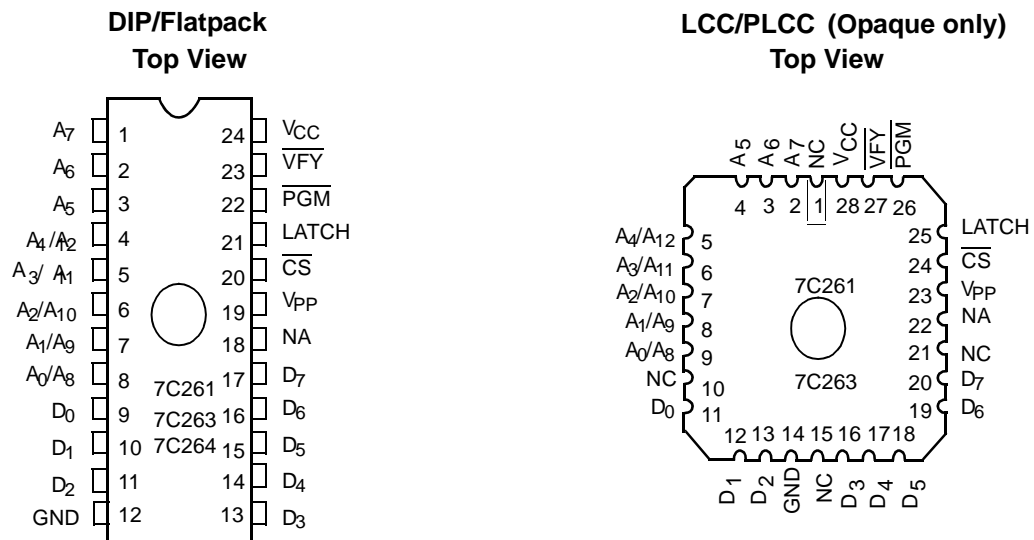 DIP/Flatpack
Top View
A7 1 24 VCC
A6 2 23 VFY
A5 3 22 PGM
A4/A12 4 21 LATCH
A3/ A1 5 20 CS
A2/A10 6 19 VPP
A1/A9 7 18 NA
A0/A8 8 17 D7
D0 9 16 D6
D1 10 15 D5
D2 11 14 D4
GND 12 13 D3
7C261
7C263
7C264
LCC/PLCC (Opaque only)
Top View
A5 A6 A7 NC VCC VFY PGM
4 3 2 1 28 27 26
A4/A12 5 25 LATCH
A3/A11 6 24 CS
A2/A10 7 23 VPP
A1/A9 8 22 NA
A0/A8 9 21 NC
NC 10 20 D7
D0 11 19 D6
7C261
7C263
12 13 14 15 16 17 18
D1 D2 GND NC D3 D4 D5